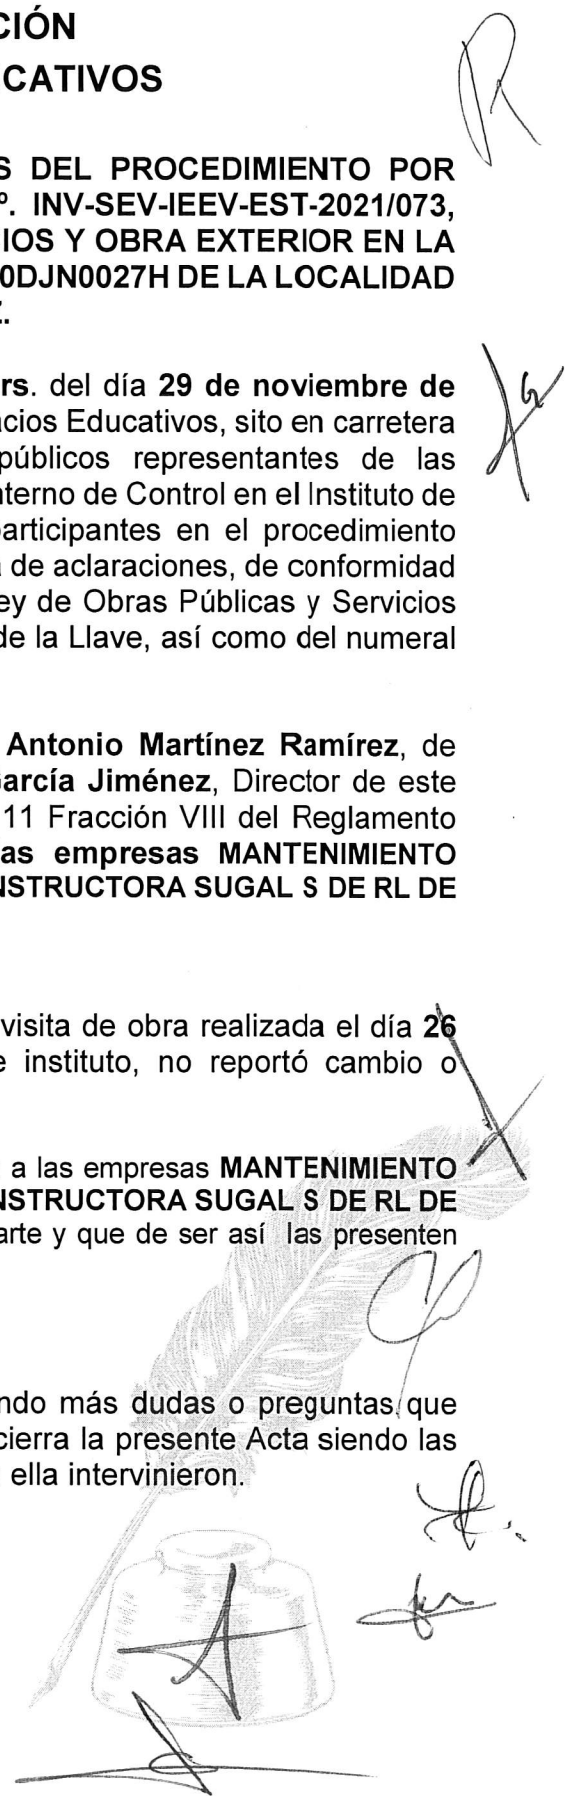 CIÓN
CATIVOS
S DEL PROCEDIMIENTO POR
º. INV-SEV-IEEV-EST-2021/073,
CIOS Y OBRA EXTERIOR EN LA
0DJN0027H DE LA LOCALIDAD
Z.
rs. del día 29 de noviembre de
acios Educativos, sito en carretera
públicos representantes de las
nterno de Control en el Instituto de
participantes en el procedimiento
a de aclaraciones, de conformidad
ey de Obras Públicas y Servicios
de la Llave, así como del numeral
Antonio Martínez Ramírez, de
García Jiménez, Director de este
11 Fracción VIII del Reglamento
as empresas MANTENIMIENTO
NSTRUCTORA SUGAL S DE RL DE
visita de obra realizada el día 26
e instituto, no reportó cambio o
a las empresas MANTENIMIENTO
NSTRUCTORA SUGAL S DE RL DE
arte y que de ser así las presenten
ndo más dudas o preguntas que
cierra la presente Acta siendo las
ella intervinieron.